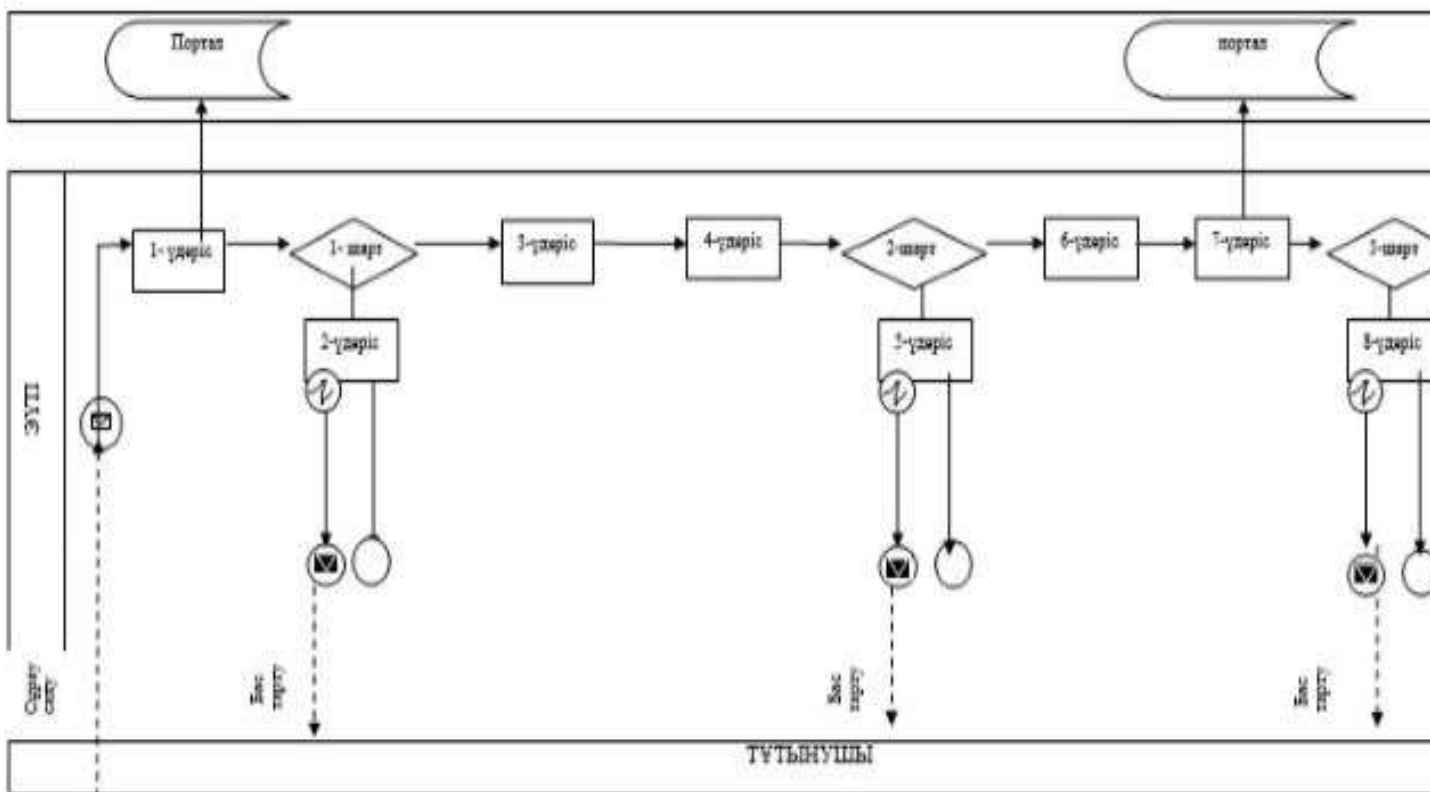 Портал
портал
1- үдеріс
1- шарт
3-үдеріс
4-үдеріс
2-шарт
6-үдеріс
7-үдеріс
3-шарт
2-үдеріс
5-үдеріс
8-үдеріс
ЭҮП
Сұрау
салу
Бас
тарту
Бас
тарту
Бас
тарту
ТҰТЫНУШЫ